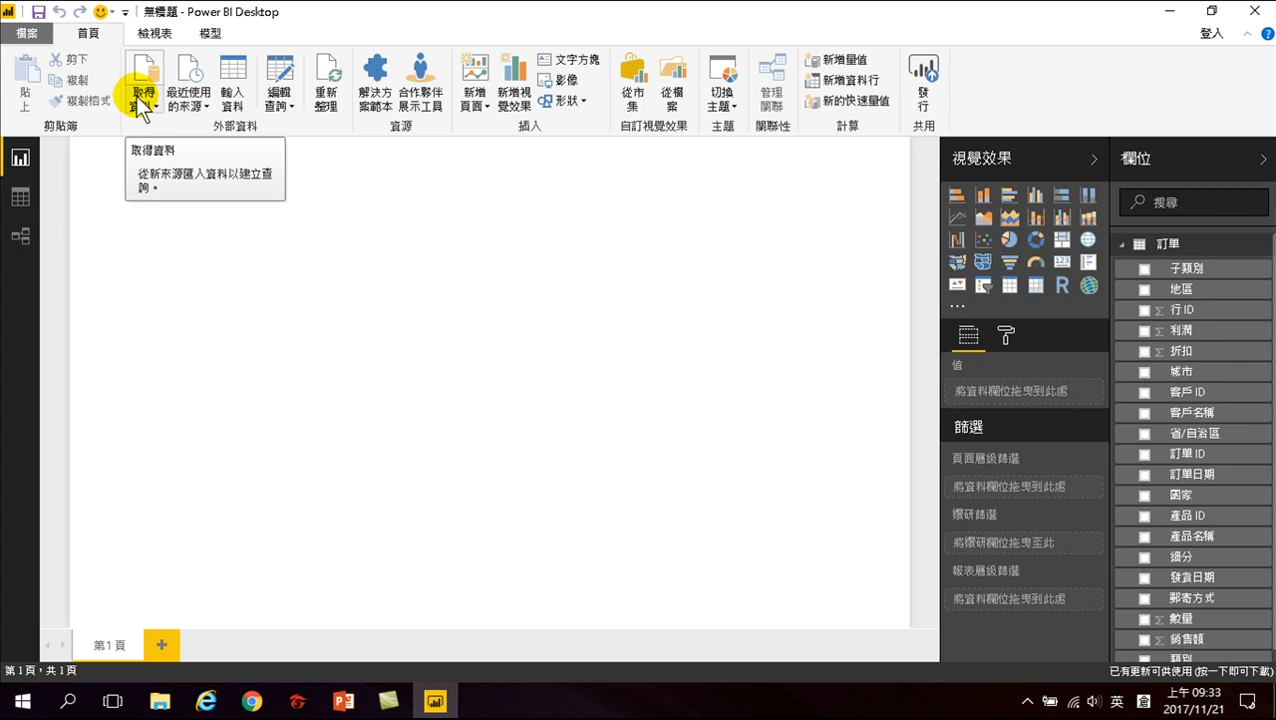 無標題 - Power BI Desktop
檔案 首頁 檢視表 模型 登入
貼上
剪下
複製
複製格式
剪貼簿
取得資料
最近使用的來源
輸入資料
編輯查詢
重新整理
外部資料
解決方案範本
合作夥伴展示工具
資源
新增頁面
新增視覺效果
文字方塊
影像
形狀
插入
從市集
從檔案
自訂視覺效果
切換主題
主題
管理關聯
關聯性
新增量值
新增資料行
新的快速量值
計算
發行
共用
取得資料
從新來源匯入資料以建立查
詢。
視覺效果
值
將資料欄位拖曳到此處
篩選
頁面層級篩選
將資料欄位拖曳到此處
鑽研篩選
將鑽研欄位拖曳至此
報表層級篩選
將資料欄位拖曳到此處
欄位
搜尋
訂單
子類別
地區
行 ID
利潤
折扣
城市
客戶 ID
客戶名稱
省/自治區
訂單 ID
訂單日期
國家
產品 ID
產品名稱
細分
發貨日期
郵寄方式
數量
銷售額
類別
第 1 頁
第 1 頁，共 1 頁
已有更新可供使用 (按一下即可下載)
英 倉
上午 09:33
2017/11/21